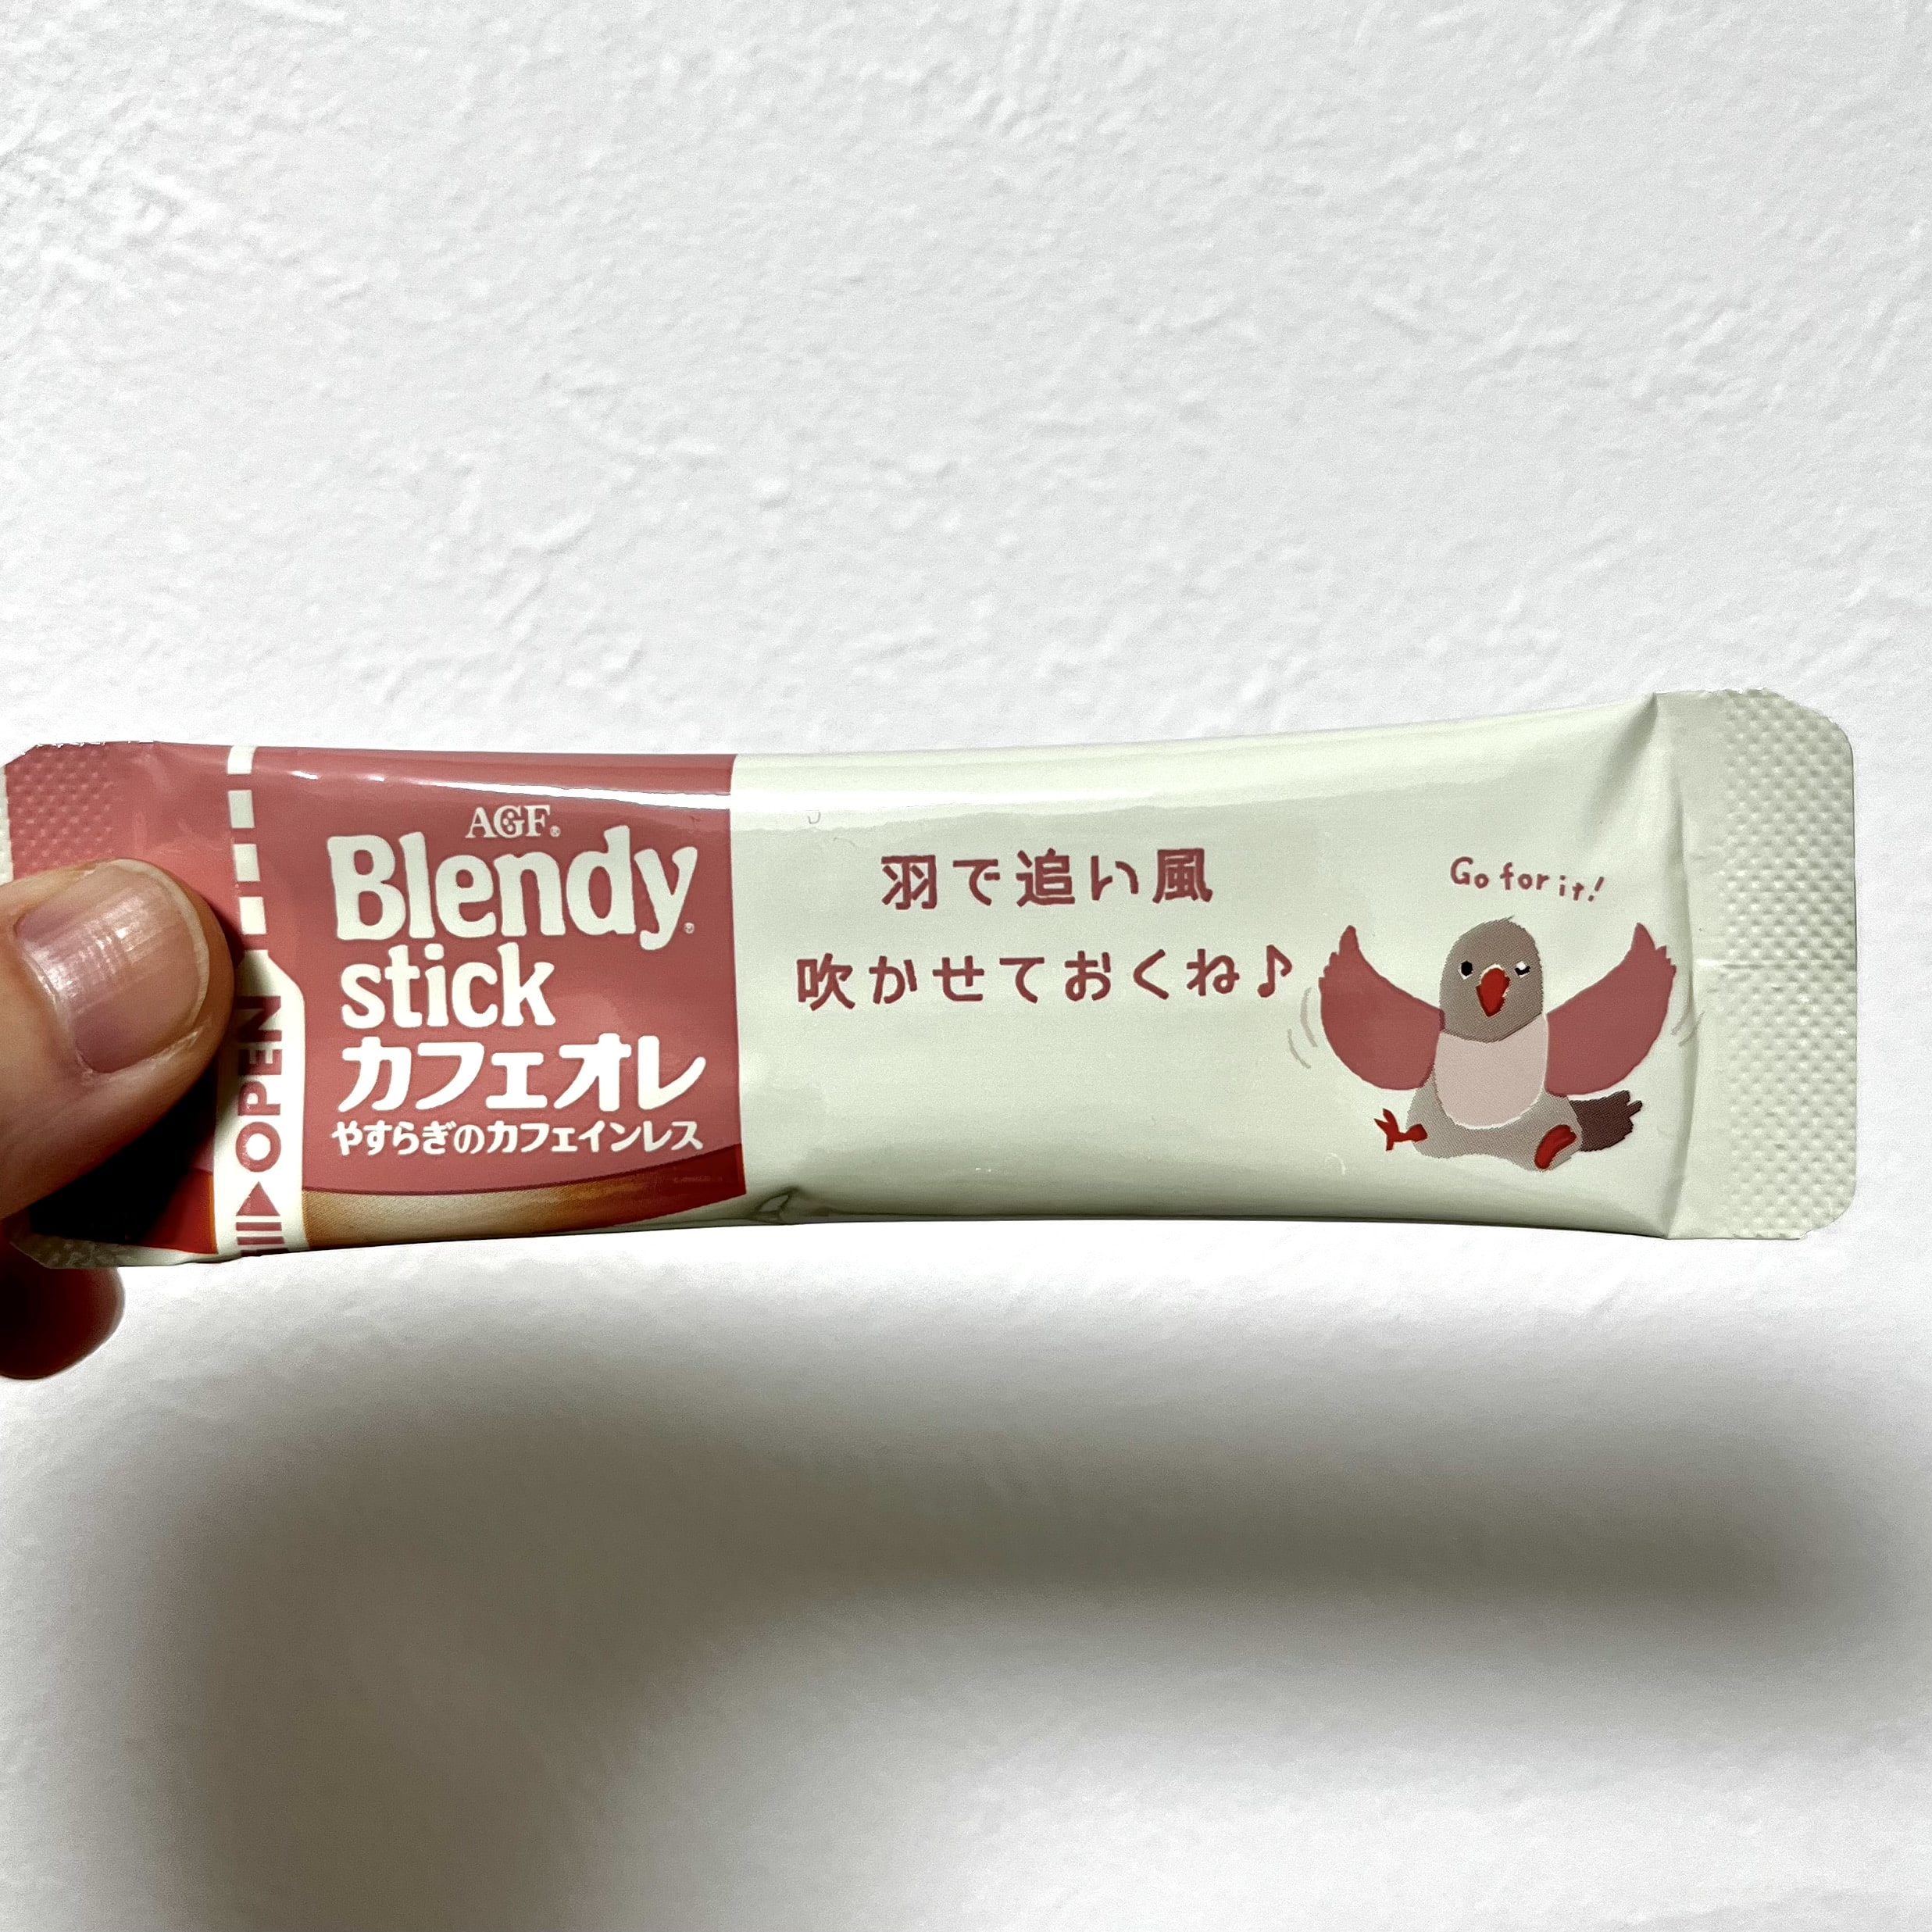 AGF®
Blendy®
stick
カフェオレ
やすらぎのカフェインレス
OPEN
羽で追い風
吹かせておくね♪
Go for it!